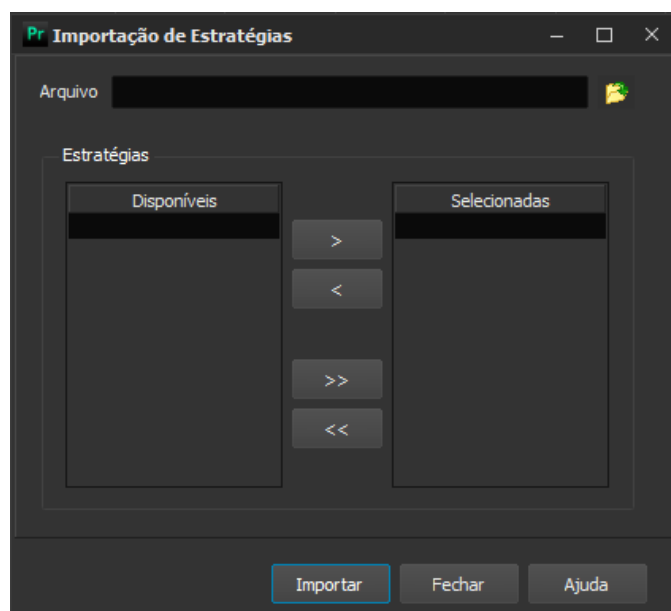 Pr Importação de Estratégias
Arquivo
Estratégias
Disponíveis
Selecionadas
>
<
>>
<<
Importar
Fechar
Ajuda